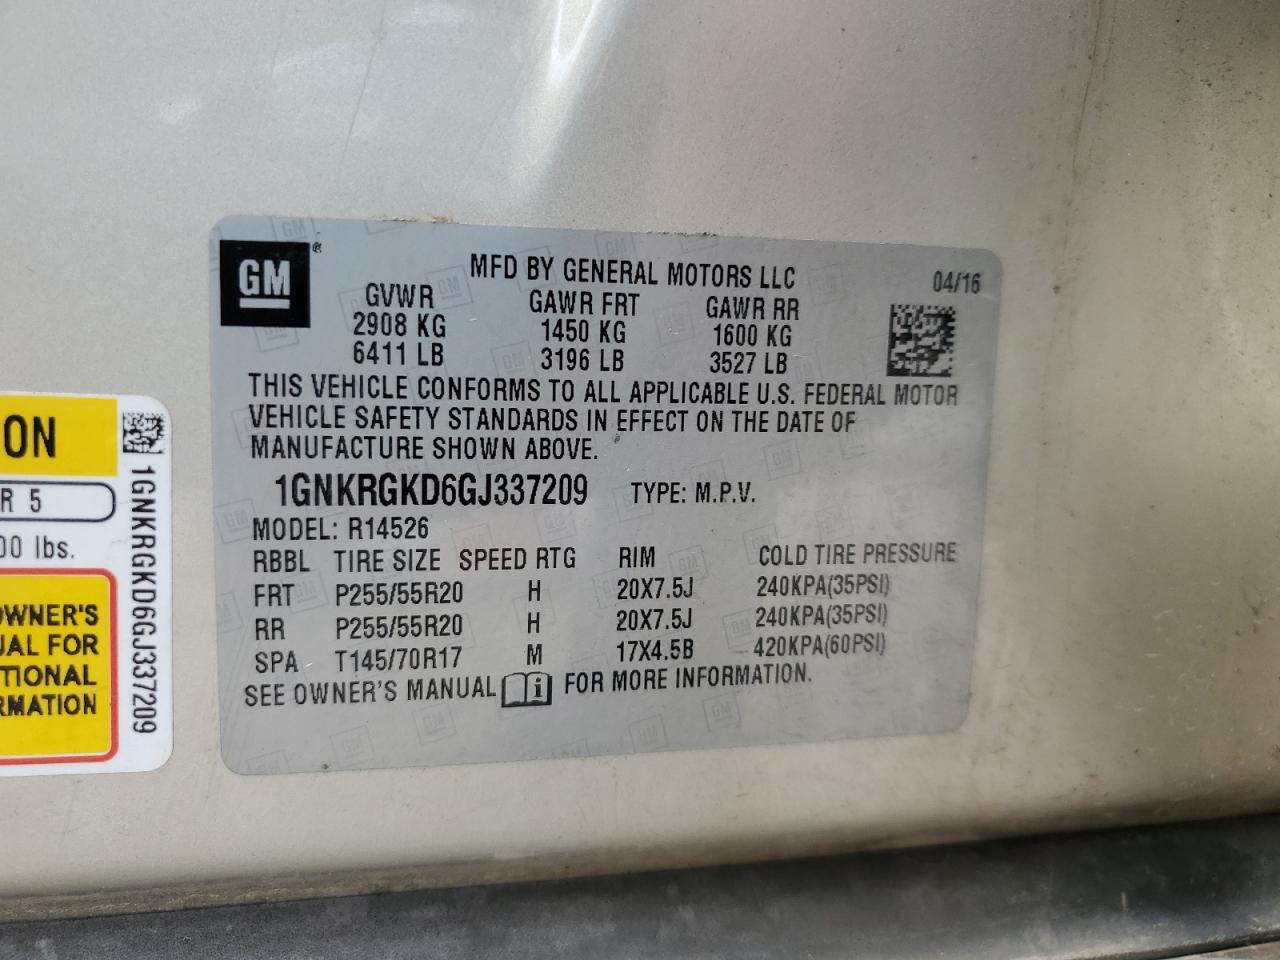 GM ®
MFD BY GENERAL MOTORS LLC 04/16
GVWR GAWR FRT GAWR RR
2908 KG 1450 KG 1600 KG
6411 LB 3196 LB 3527 LB
THIS VEHICLE CONFORMS TO ALL APPLICABLE U.S. FEDERAL MOTOR
VEHICLE SAFETY STANDARDS IN EFFECT ON THE DATE OF
MANUFACTURE SHOWN ABOVE.
1GNKRGKD6GJ337209 TYPE: M.P.V.
MODEL: R14526
RBBL TIRE SIZE SPEED RTG RIM COLD TIRE PRESSURE
FRT P255/55R20 H 20X7.5J 240KPA(35PSI)
RR P255/55R20 H 20X7.5J 240KPA(35PSI)
SPA T145/70R17 M 17X4.5B 420KPA(60PSI)
SEE OWNER'S MANUAL i FOR MORE INFORMATION.
ON
R 5
00 lbs.
OWNER'S
UAL FOR
TIONAL
RMATION
1GNKRGKD6GJ337209